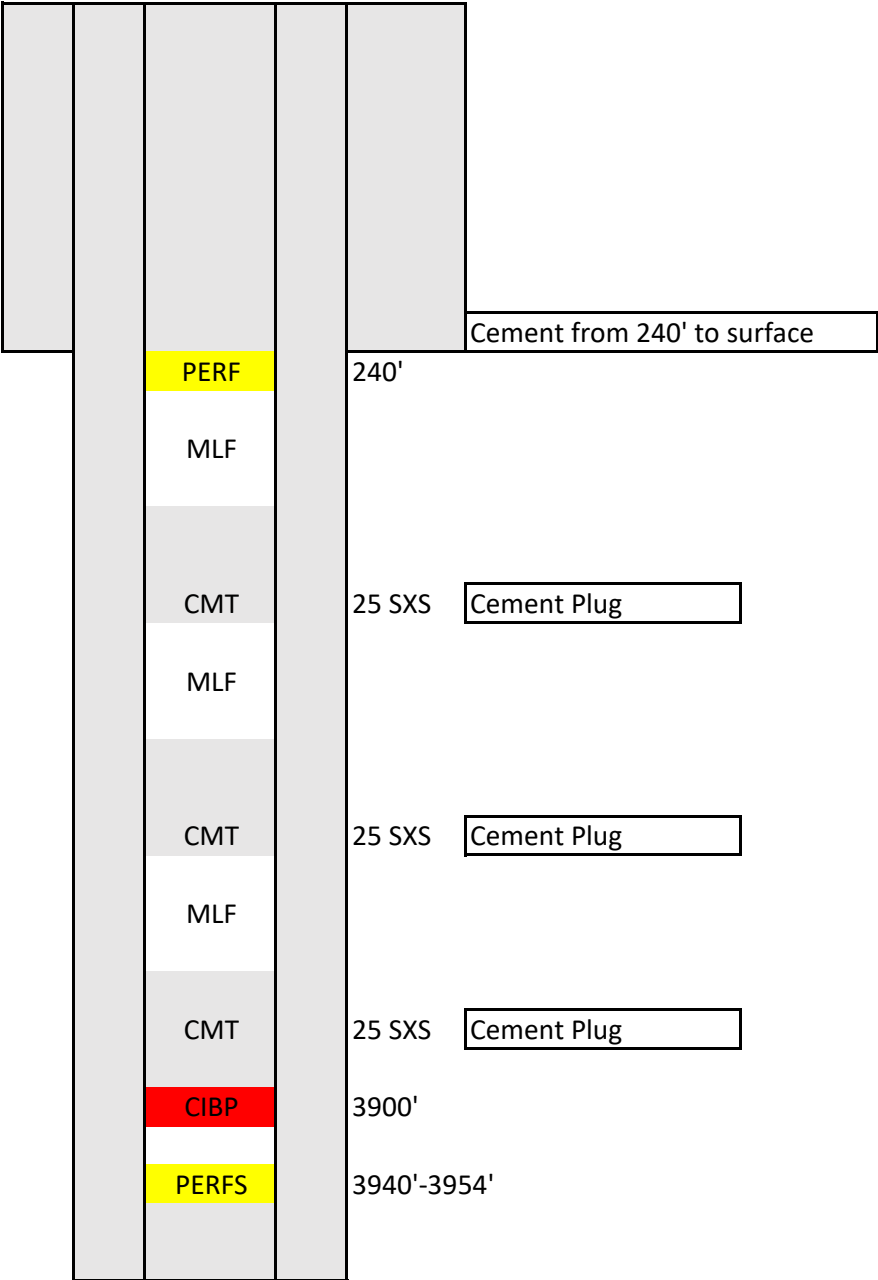 Cement from 240' to surface
PERF 240'
MLF
CMT 25 SXS Cement Plug
MLF
CMT 25 SXS Cement Plug
MLF
CMT 25 SXS Cement Plug
CIBP 3900'
PERFS 3940'-3954'